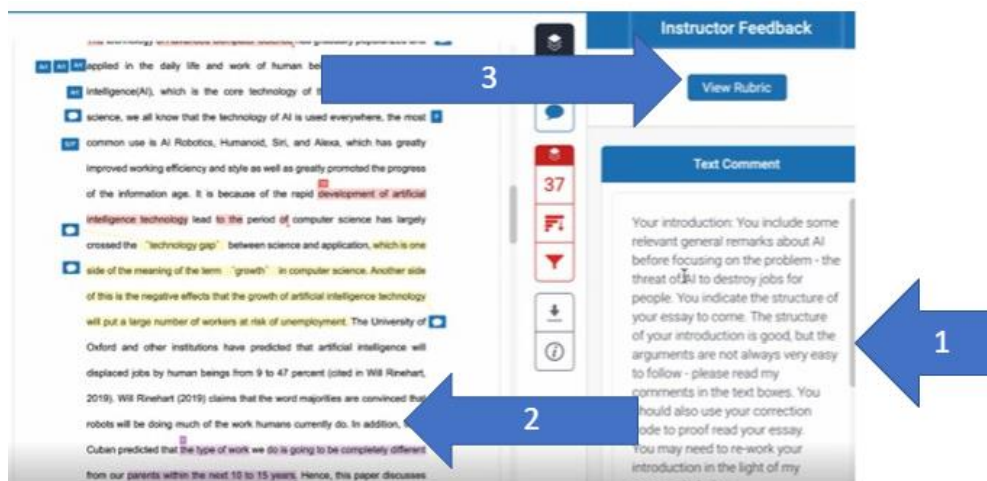 Instructor Feedback
View Rubric
3
Text Comment
Your introduction: You include some
relevant general remarks about AI
before focusing on the problem - the
threat of AI to destroy jobs for
people. You indicate the structure of
your essay to come. The structure
of your introduction is good, but the
arguments are not always very easy
to follow - please read my
comments in the text boxes. You
should also use your correction
code to proof read your essay.
You may need to re-work your
introduction in the light of my
1
37
2
applied in the daily life and work of human
intelligence(AI), which is the core technology of
science, we all know that the technology of AI is used everywhere, the most
common use is AI Robotics, Humanoid, Siri, and Alexa, which has greatly
improved working efficiency and style as well as greatly promoted the progress
of the information age. It is because of the rapid development of artificial
intelligence technology lead to the period of computer science has largely
crossed the “technology gap” between science and application, which is one
side of the meaning of the term “growth” in computer science. Another side
of this is the negative effects that the growth of artificial intelligence technology
will put a large number of workers at risk of unemployment. The University of
Oxford and other institutions have predicted that artificial intelligence will
displaced jobs by human beings from 9 to 47 percent (cited in Will Rinehart,
2019). Will Rinehart (2019) claims that the word majorities are convinced that
robots will be doing much of the work humans currently do. In addition,
Cuban predicted that the type of work we do is going to be completely different
from our parents within the next 10 to 15 years. Hence, this paper discusses